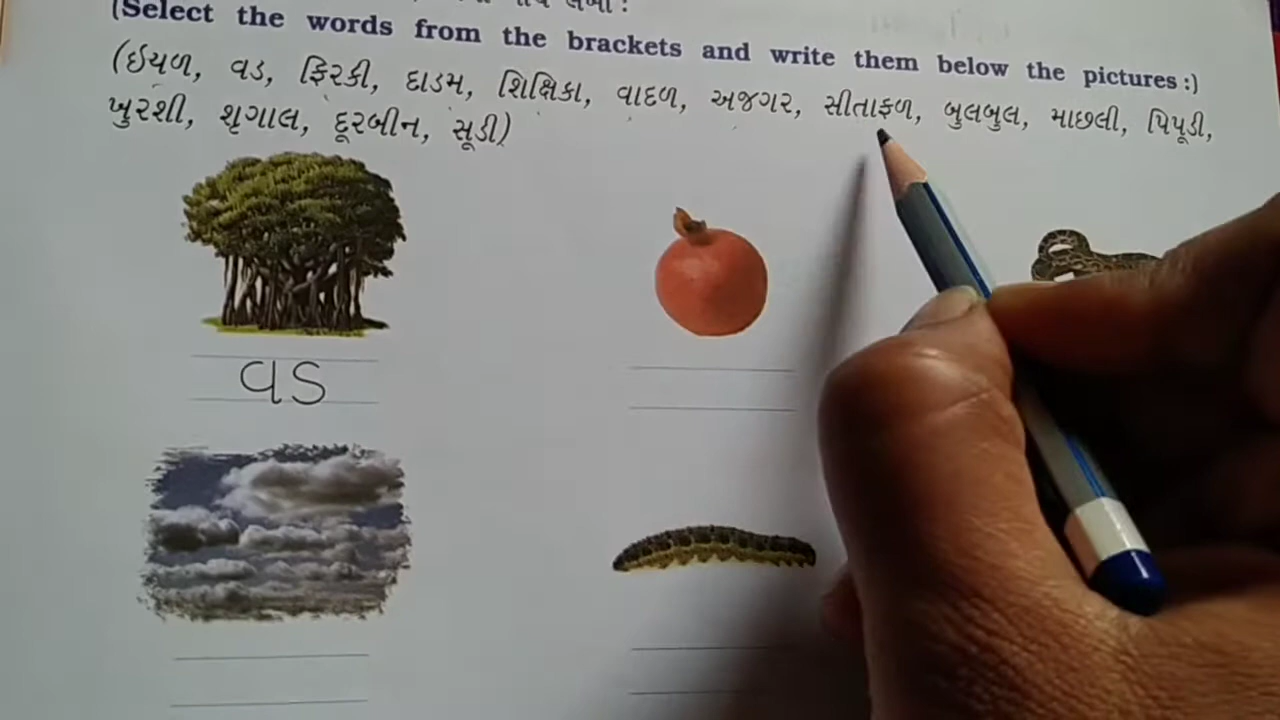 લખો :
(Select the words from the brackets and write them below the pictures :)
(ઈયળ, વડ, ફિરકી, દાડમ, શિક્ષિકા, વાદળ, અજગર, સીતાફળ, બુલબુલ, માછલી, પિપૂડી,
ખુરશી, શૃગાલ, દૂરબીન, સૂડી)
વડ